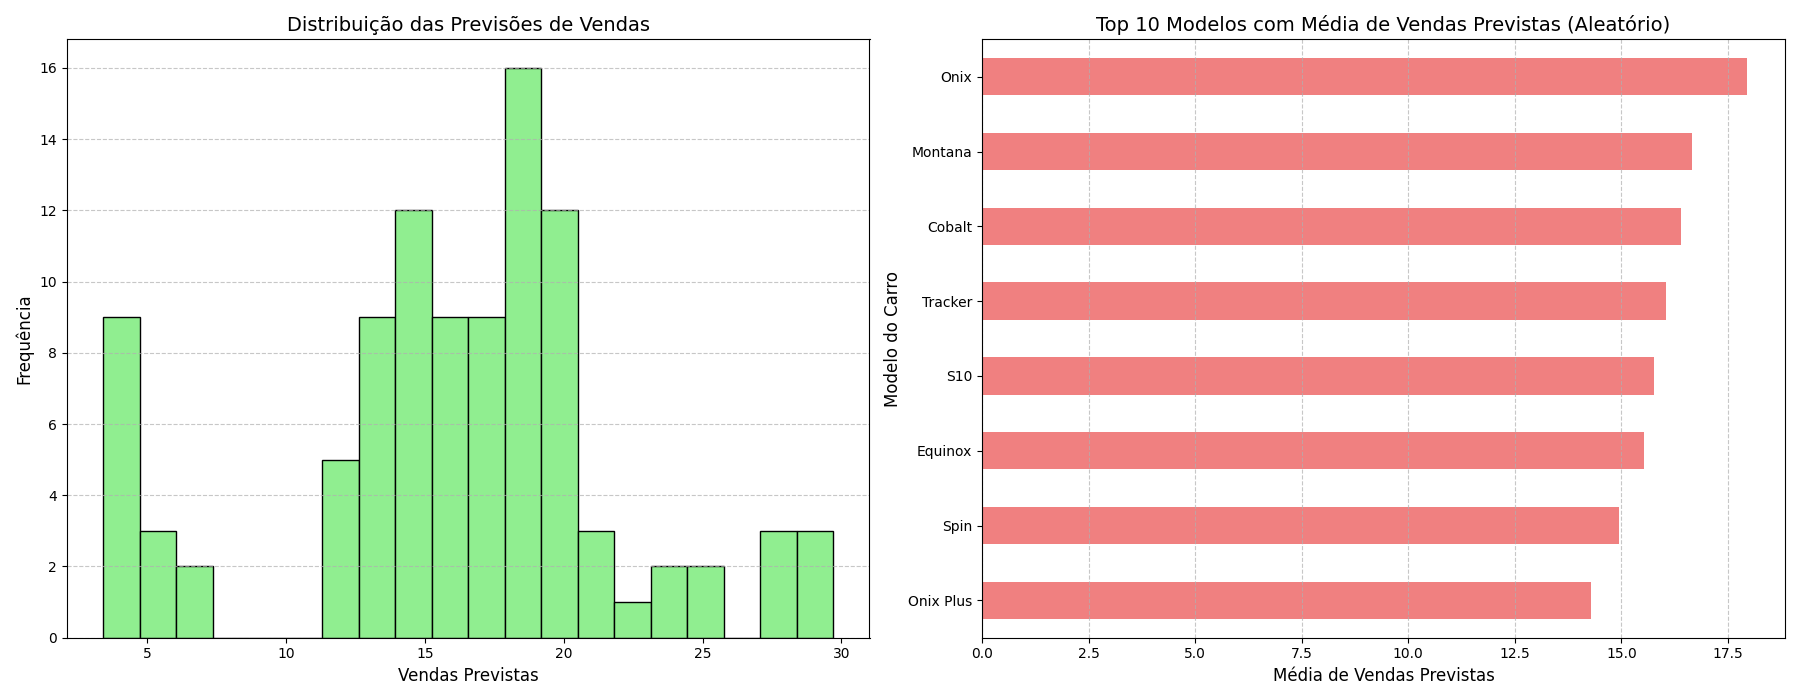 Distribuição das Previsões de Vendas
16
14
12
10
8
6
4
2
0
Frequência
5 10 15 20 25 30
Vendas Previstas
Top 10 Modelos com Média de Vendas Previstas (Aleatório)
Modelo do Carro
Onix
Montana
Cobalt
Tracker
S10
Equinox
Spin
Onix Plus
0.0 2.5 5.0 7.5 10.0 12.5 15.0 17.5
Média de Vendas Previstas